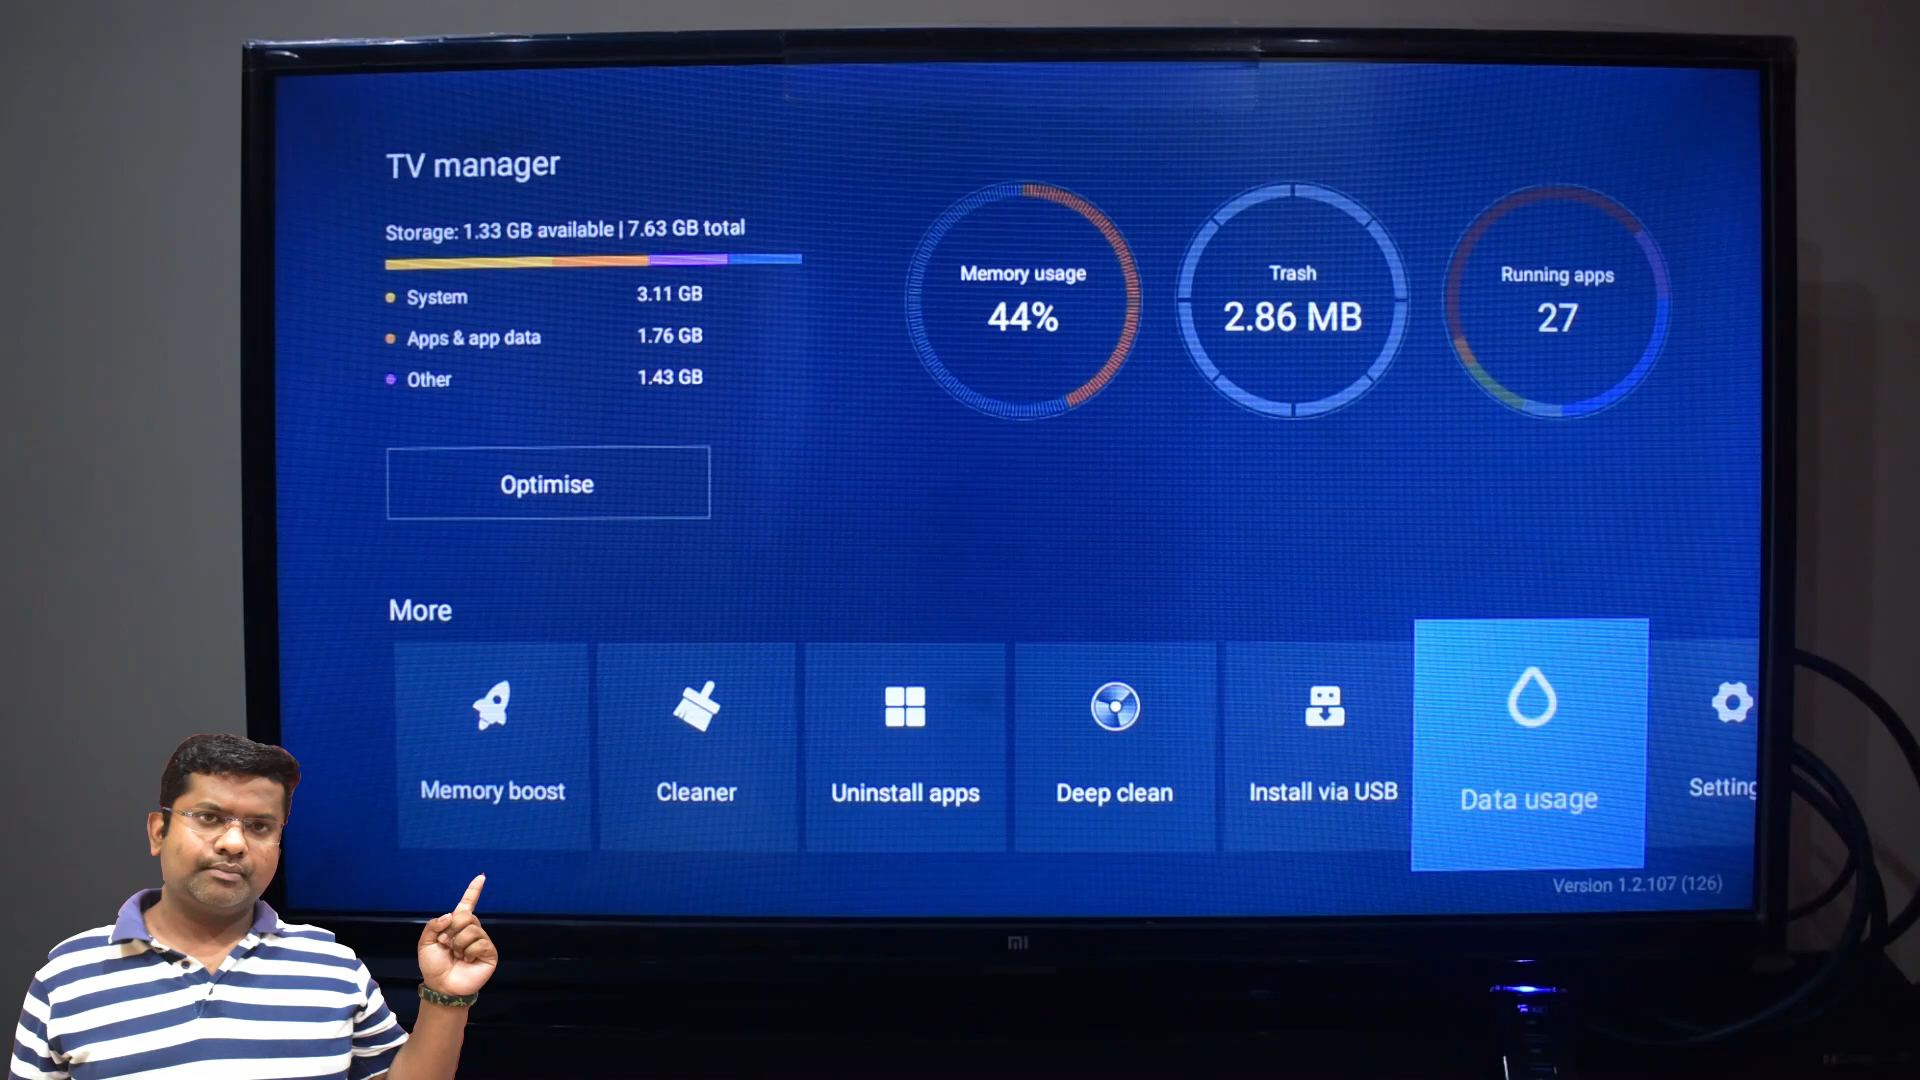 TV manager
Storage: 1.33 GB available | 7.63 GB total
System 3.11 GB
Apps & app data 1.76 GB
Other 1.43 GB
Optimise
Memory usage
44%
Trash
2.86 MB
Running apps
27
More
Memory boost
Cleaner
Uninstall apps
Deep clean
Install via USB
Data usage
Setting
Version 1.2.107 (126)
mi